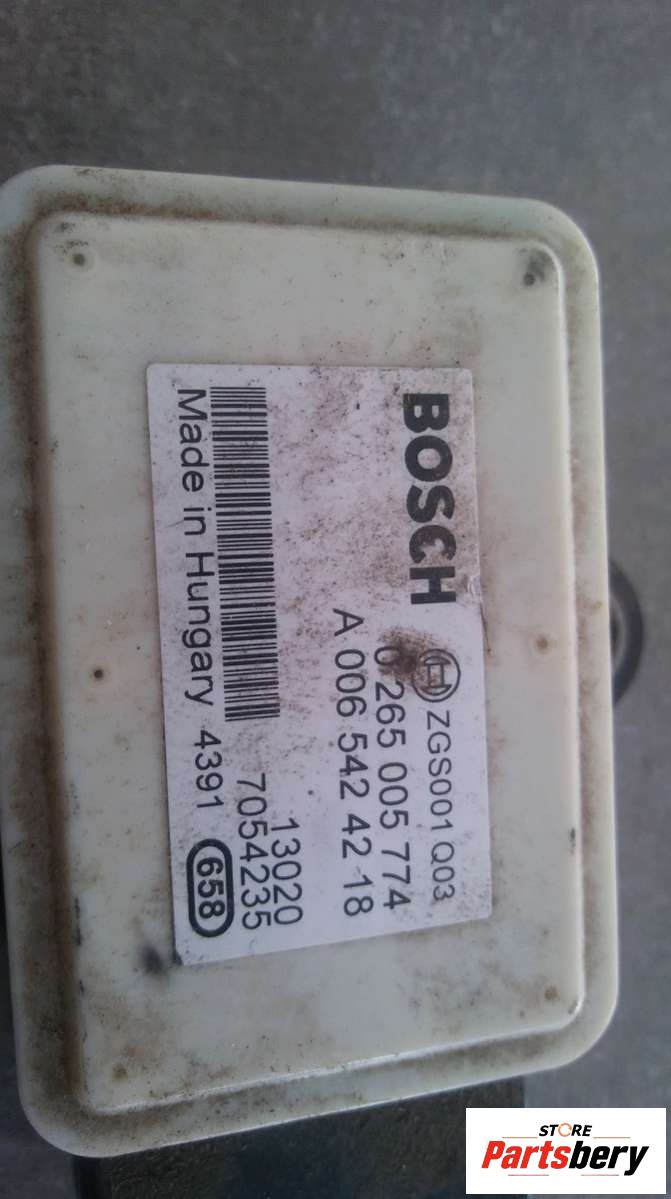 BOSCH
ZGS001 Q03
0 265 005 774
A 006 542 42 18
13020
7054235
Made in Hungary 4391 658
STORE
Partsbery